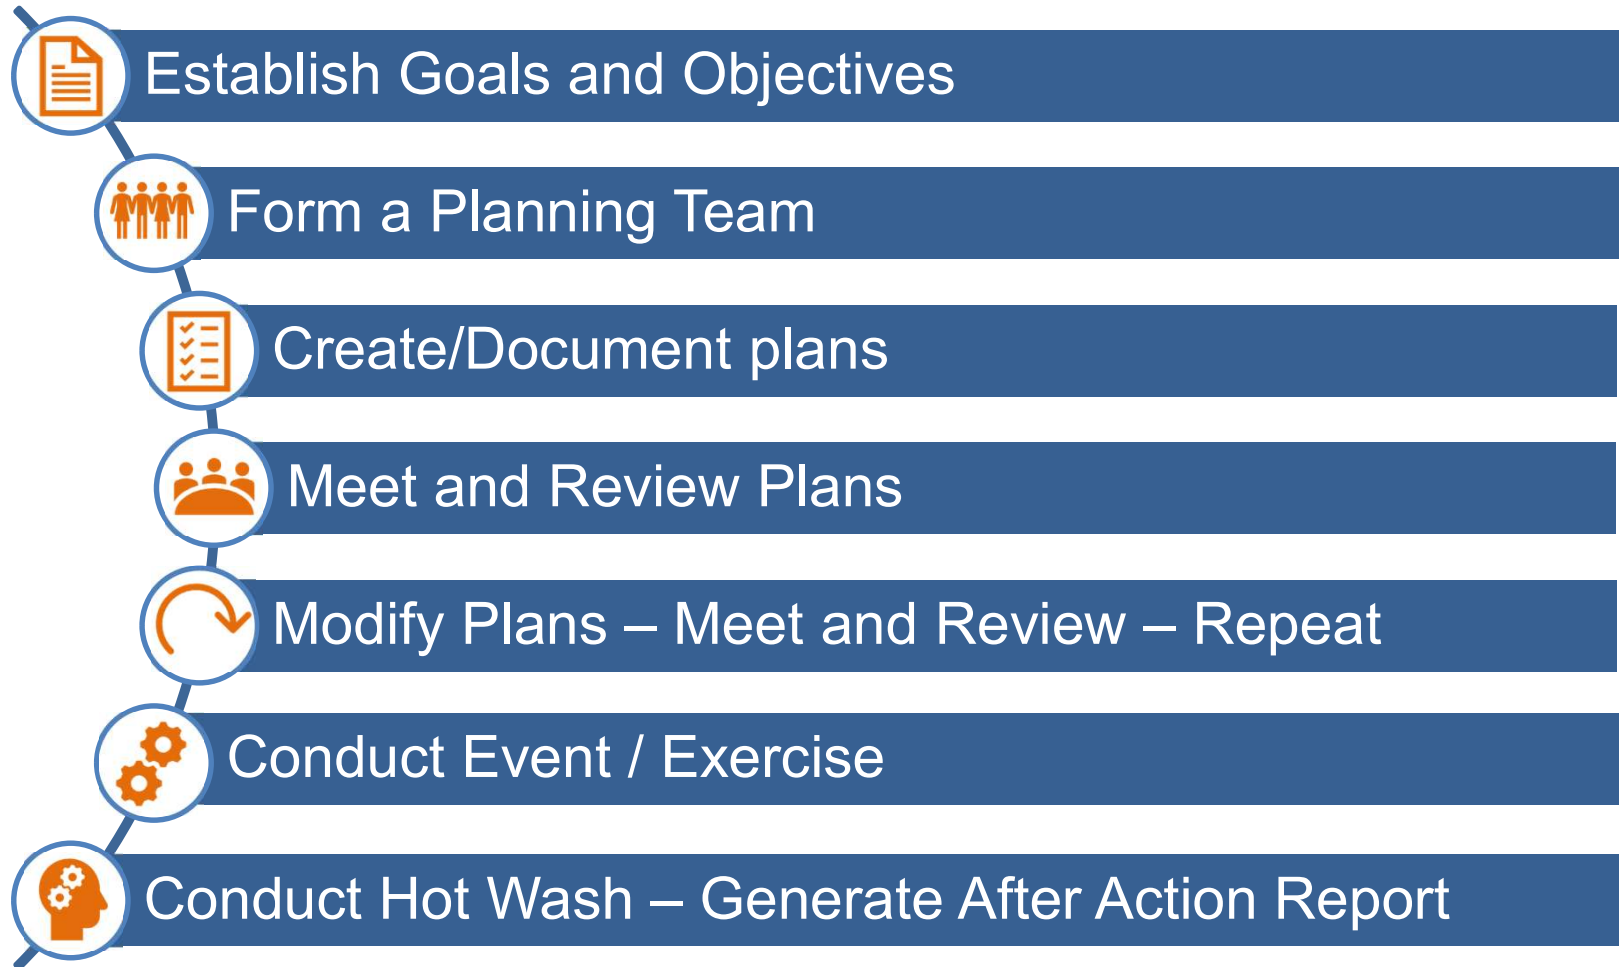 Establish Goals and Objectives
Form a Planning Team
Create/Document plans
Meet and Review Plans
Modify Plans – Meet and Review – Repeat
Conduct Event / Exercise
Conduct Hot Wash – Generate After Action Report